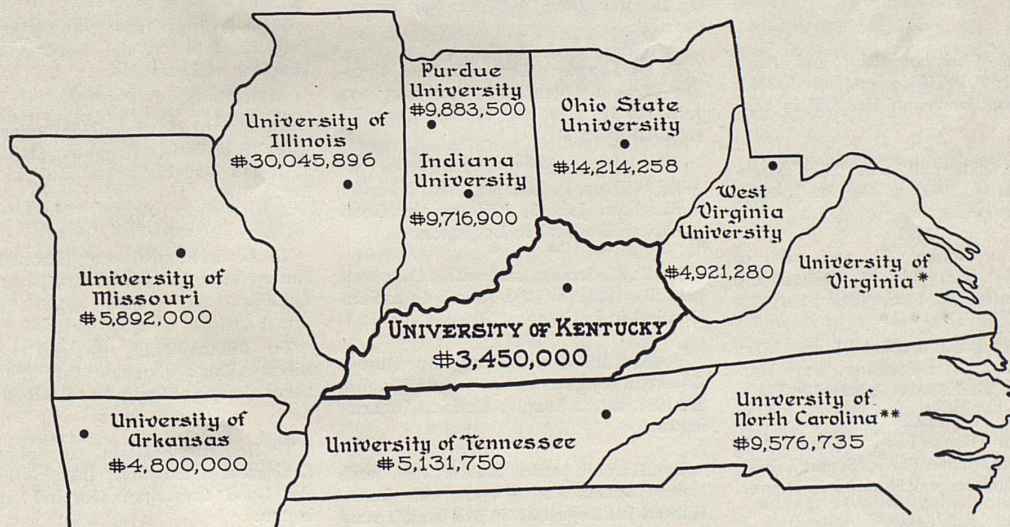 Purdue
University
$9,883,500
Ohio State
University
$14,214,258
University of
Illinois
$30,045,896
Indiana
University
$9,716,900
West
Virginia
University
$4,921,280
University of
Virginia *
University of
Missouri
$5,892,000
UNIVERSITY OF KENTUCKY
$3,450,000
University of
Arkansas
$4,800,000
University of Tennessee
$5,131,750
University of
North Carolina**
$9,576,735